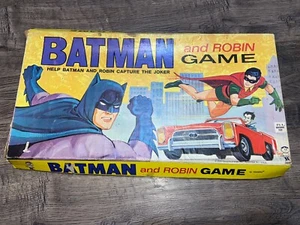 BATMAN
and ROBIN
GAME
HELP BATMAN AND ROBIN CAPTURE THE JOKER
BATMAN and ROBIN GAME